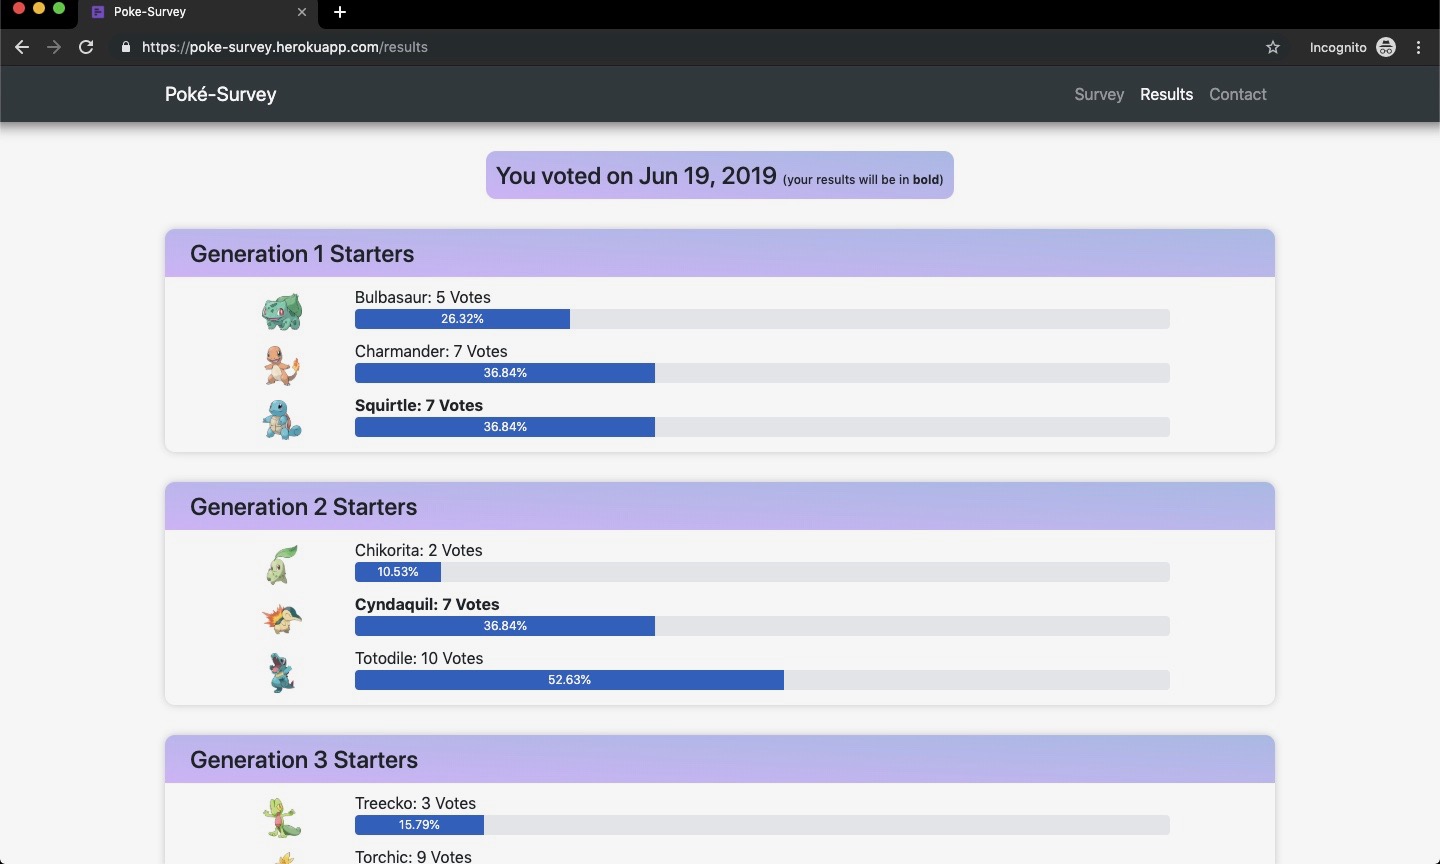 Poke-Survey
https://poke-survey.herokuapp.com/results
Incognito
Poké-Survey
Survey Results Contact
You voted on Jun 19, 2019 (your results will be in bold)
Generation 1 Starters
Bulbasaur: 5 Votes
26.32%
Charmander: 7 Votes
36.84%
Squirtle: 7 Votes
36.84%
Generation 2 Starters
Chikorita: 2 Votes
10.53%
Cyndaquil: 7 Votes
36.84%
Totodile: 10 Votes
52.63%
Generation 3 Starters
Treecko: 3 Votes
15.79%
Torchic: 9 Votes